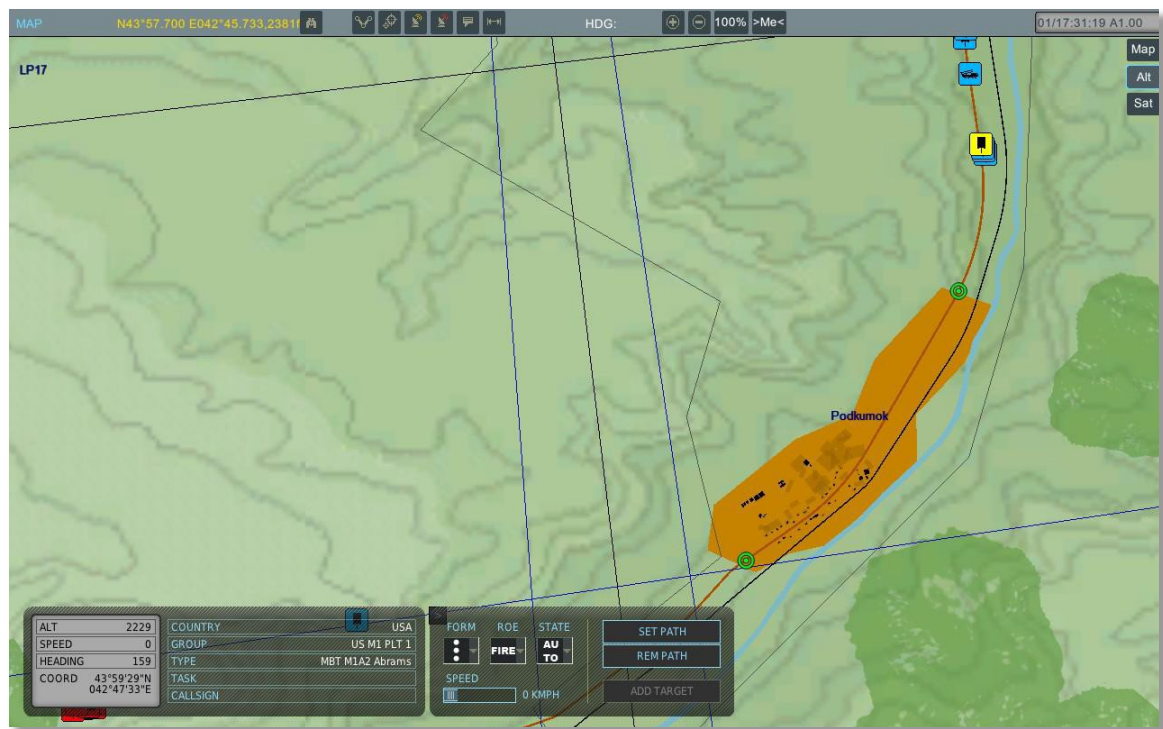 MAP N43°57.700 E042°45.733,2381f HDG: 100% >Me< 01/17:31:19 A1.00
Map
LP17
Alt
Sat
Podkumok
ALT 2229
SPEED 0
HEADING 159
COORD 43°59'29"N
042°47'33"E
COUNTRY USA
GROUP US M1 PLT 1
TYPE MBT M1A2 Abrams
TASK
CALLSIGN
FORM ROE STATE
FIRE AU
TO
SPEED
0 KMPH
SET PATH
REM PATH
ADD TARGET